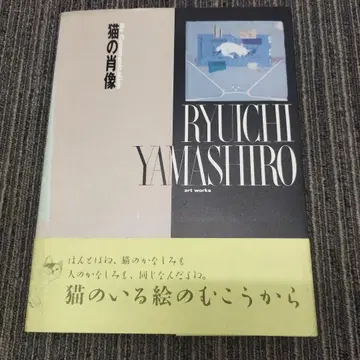 猫の肖像
RYUICHI
YAMASHIRO
art works
ほんとはね、猫のかなしみも
人のかなしみも、同じなんだよね。
猫のいる絵のむこうから